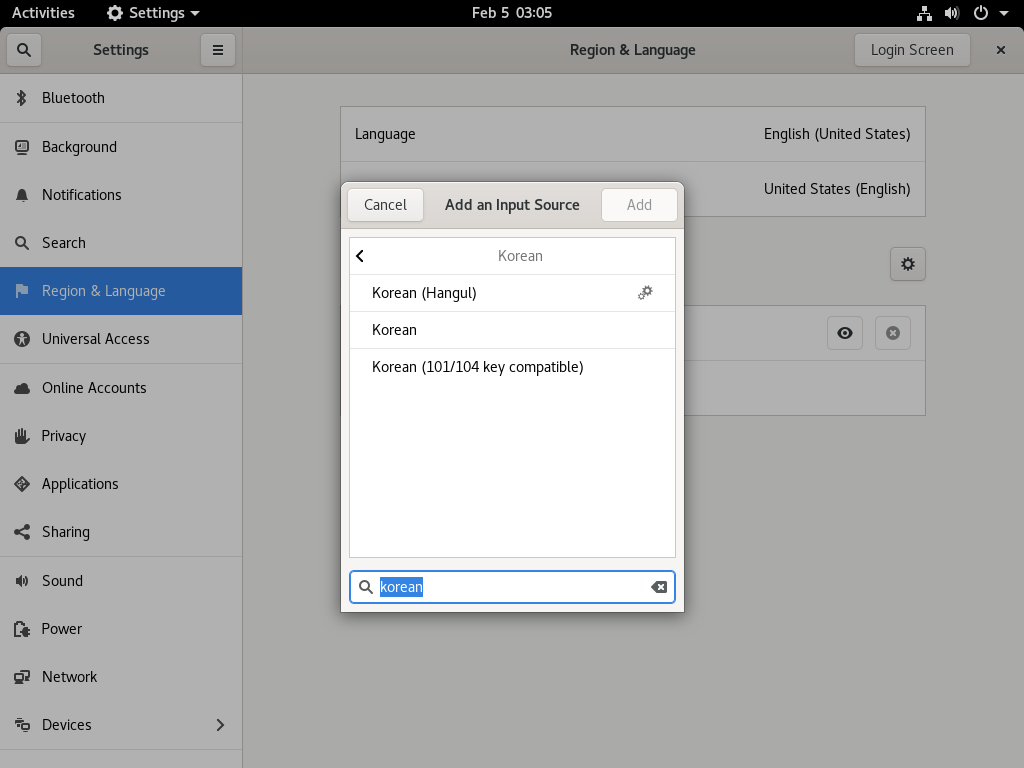 Activities Settings Feb 5 03:05
Settings Region & Language Login Screen
Bluetooth
Background
Notifications
Search
Region & Language
Universal Access
Online Accounts
Privacy
Applications
Sharing
Sound
Power
Network
Devices
Language English (United States)
United States (English)
Cancel Add an Input Source Add
Korean
Korean (Hangul)
Korean
Korean (101/104 key compatible)
korean